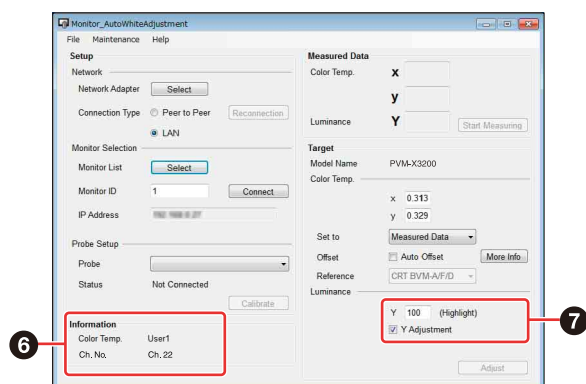 Monitor_AutoWhiteAdjustment
File Maintenance Help
Setup
Network
Network Adapter Select
Connection Type Peer to Peer Reconnection
LAN
Monitor Selection
Monitor List Select
Monitor ID 1 Connect
IP Address
Probe Setup
Probe
Status Not Connected
Calibrate
Information
Color Temp. User1
Ch. No. Ch. 22
6
Measured Data
Color Temp. x
y
Luminance Y Start Measuring
Target
Model Name PVM-X3200
Color Temp.
x 0.313
y 0.329
Set to Measured Data
Offset Auto Offset More Info
Reference CRT BVM-A/F/D
Luminance
Y 100 (Highlight)
Y Adjustment
7
Adjust